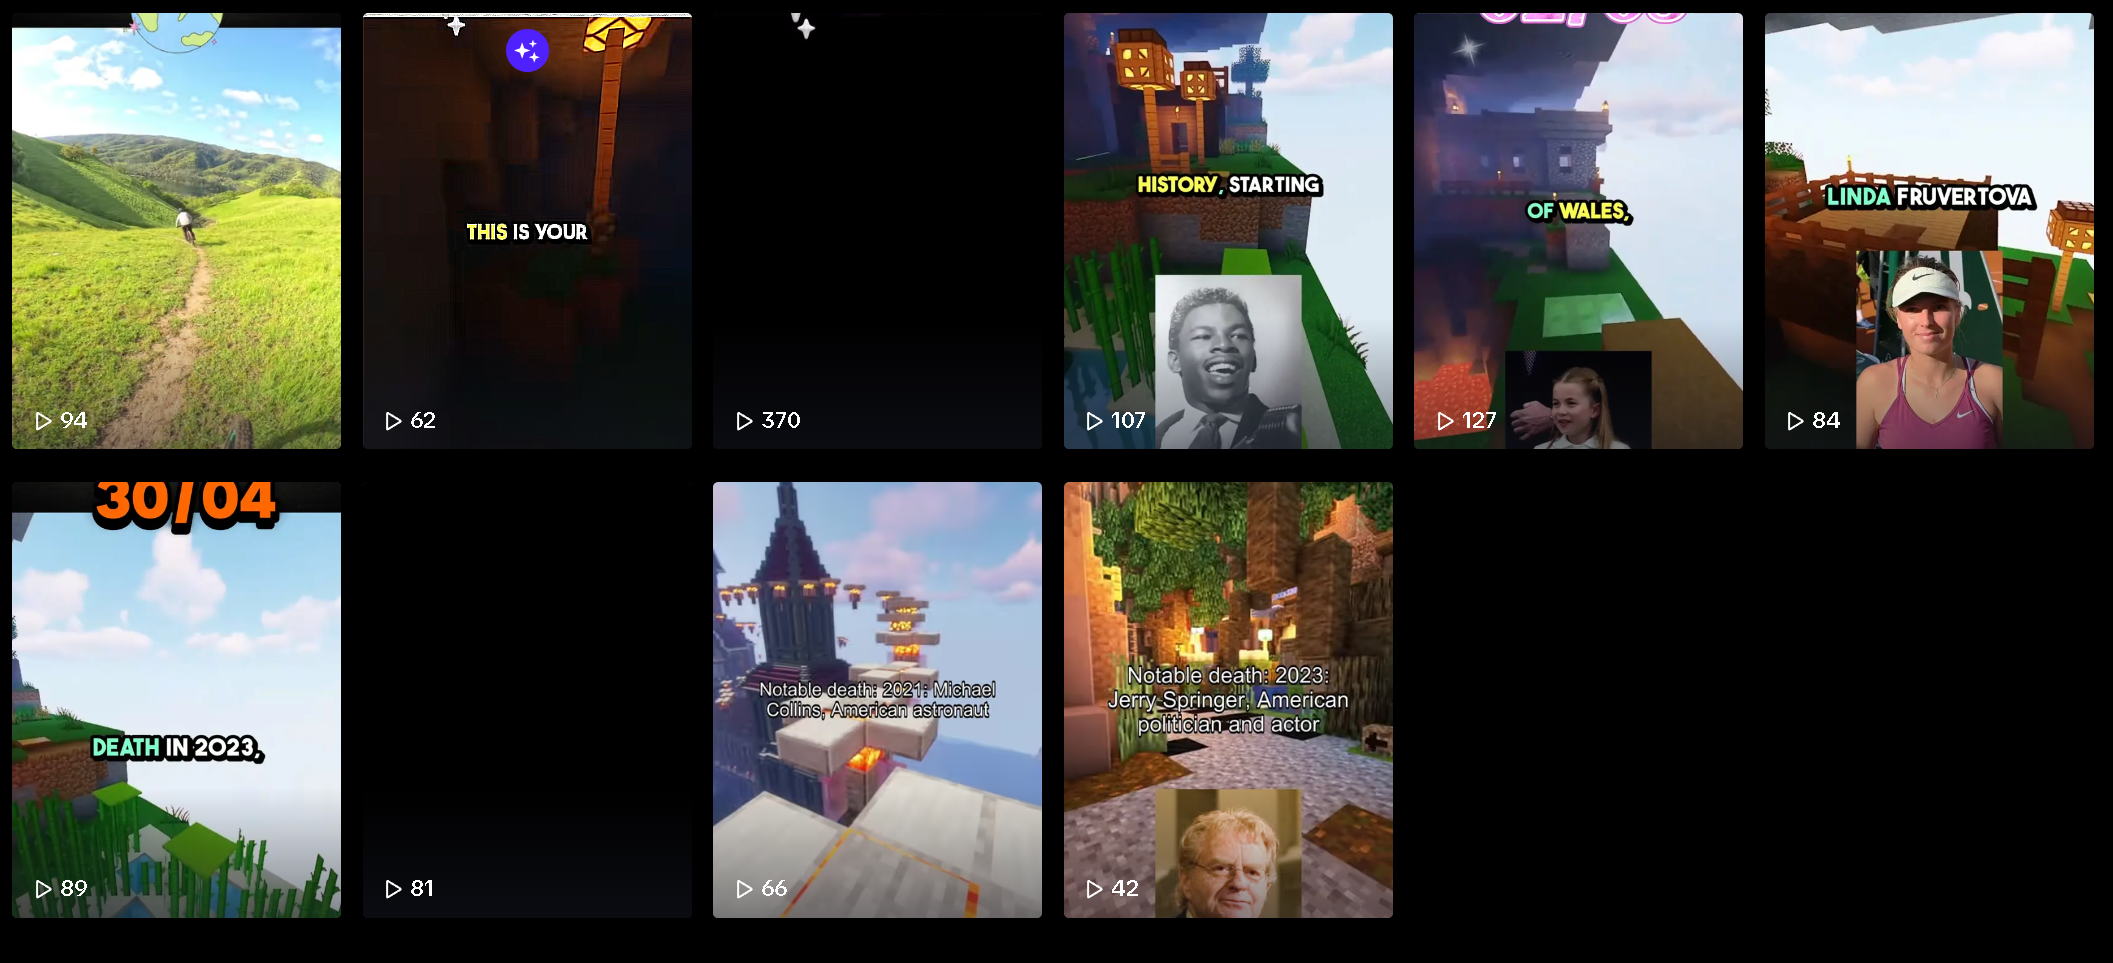 THIS IS YOUR
HISTORY, STARTING
OF WALES,
LINDA FRUVERTOVA
94
62
370
107
127
84
30/04
DEATH IN 2023,
Notable death: 2021: Michael
Collins, American astronaut
Notable death: 2023:
Jerry Springer, American
politician and actor
89
81
66
42